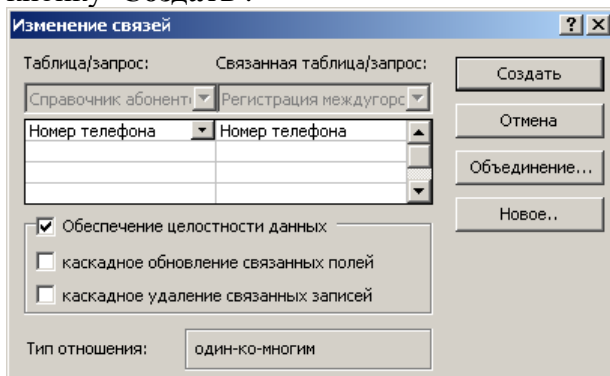 кнопку "Создать".
Изменение связей
Таблица/запрос: Связанная таблица/запрос:
Справочник абонент Регистрация междугорс
Номер телефона Номер телефона
Обеспечение целостности данных
каскадное обновление связанных полей
каскадное удаление связанных записей
Тип отношения: один-ко-многим
Создать
Отмена
Объединение...
Новое..